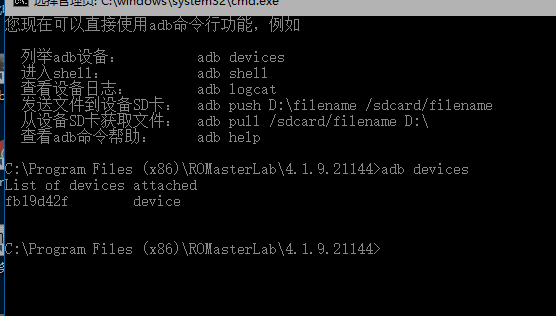 选择管理员: C:\windows\system32\cmd.exe
您现在可以直接使用adb命令行功能，例如
列举adb设备： adb devices
进入shell： adb shell
查看设备日志： adb logcat
发送文件到设备SD卡： adb push D:\filename /sdcard/filename
从设备SD卡获取文件： adb pull /sdcard/filename D:\
查看adb命令帮助： adb help
C:\Program Files (x86)\ROMasterLab\4.1.9.21144>adb devices
List of devices attached
fb19d42f device
C:\Program Files (x86)\ROMasterLab\4.1.9.21144>